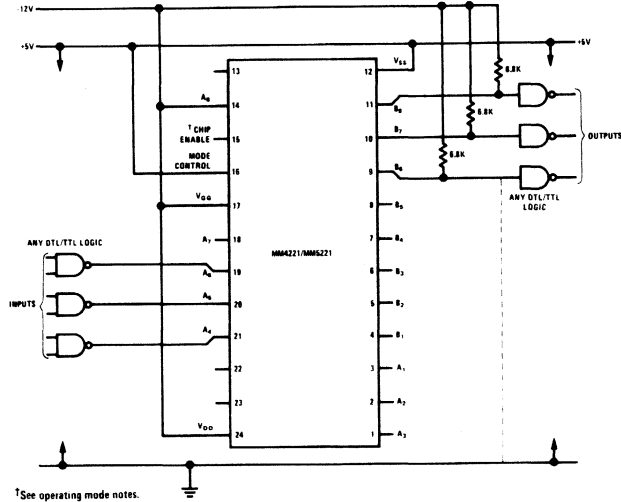 -12V
+5V
+5V
VSS
13
12
6.8K
A8
14
11
B8
6.8K
† CHIP
ENABLE
15
10
B7
OUTPUTS
MODE
CONTROL
16
9
B6
6.8K
ANY DTL/TTL
LOGIC
VGG
17
8
B5
A7
18
7
B4
MM4221/MM5221
ANY DTL/TTL LOGIC
19
A6
6
B3
INPUTS
A5
20
5
B2
A4
21
4
B1
22
3
A1
23
2
A2
VDD
24
1
A3
†See operating mode notes.